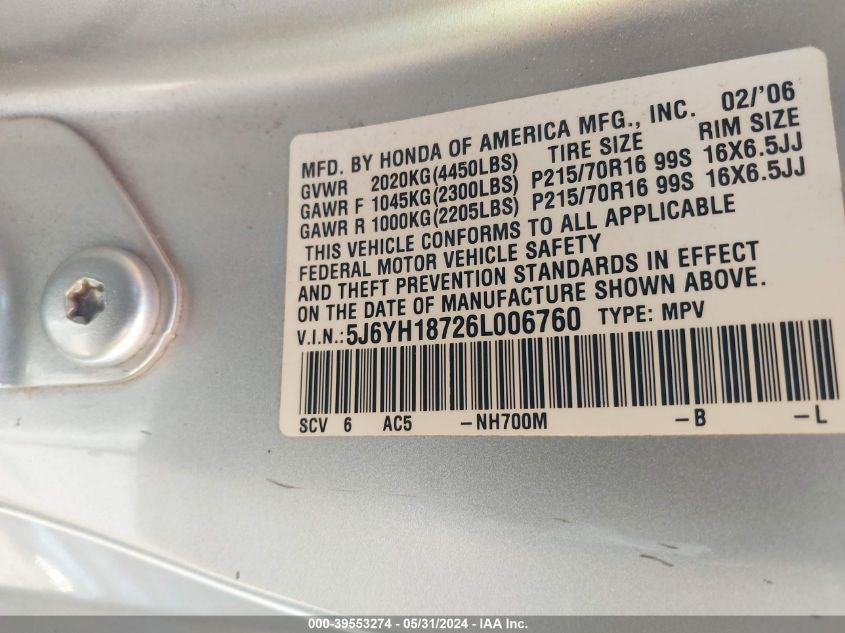 MFD. BY HONDA OF AMERICA MFG., INC. 02/'06
GVWR 2020KG(4450LBS) TIRE SIZE RIM SIZE
GAWR F 1045KG(2300LBS) P215/70R16 99S 16X6.5JJ
GAWR R 1000KG(2205LBS) P215/70R16 99S 16X6.5JJ
THIS VEHICLE CONFORMS TO ALL APPLICABLE
FEDERAL MOTOR VEHICLE SAFETY
AND THEFT PREVENTION STANDARDS IN EFFECT
ON THE DATE OF MANUFACTURE SHOWN ABOVE.
V.I.N.:5J6YH18726L006760 TYPE: MPV
SCV 6 AC5 -NH700M -B -L
000-39553274 - 05/31/2024 - IAA Inc.